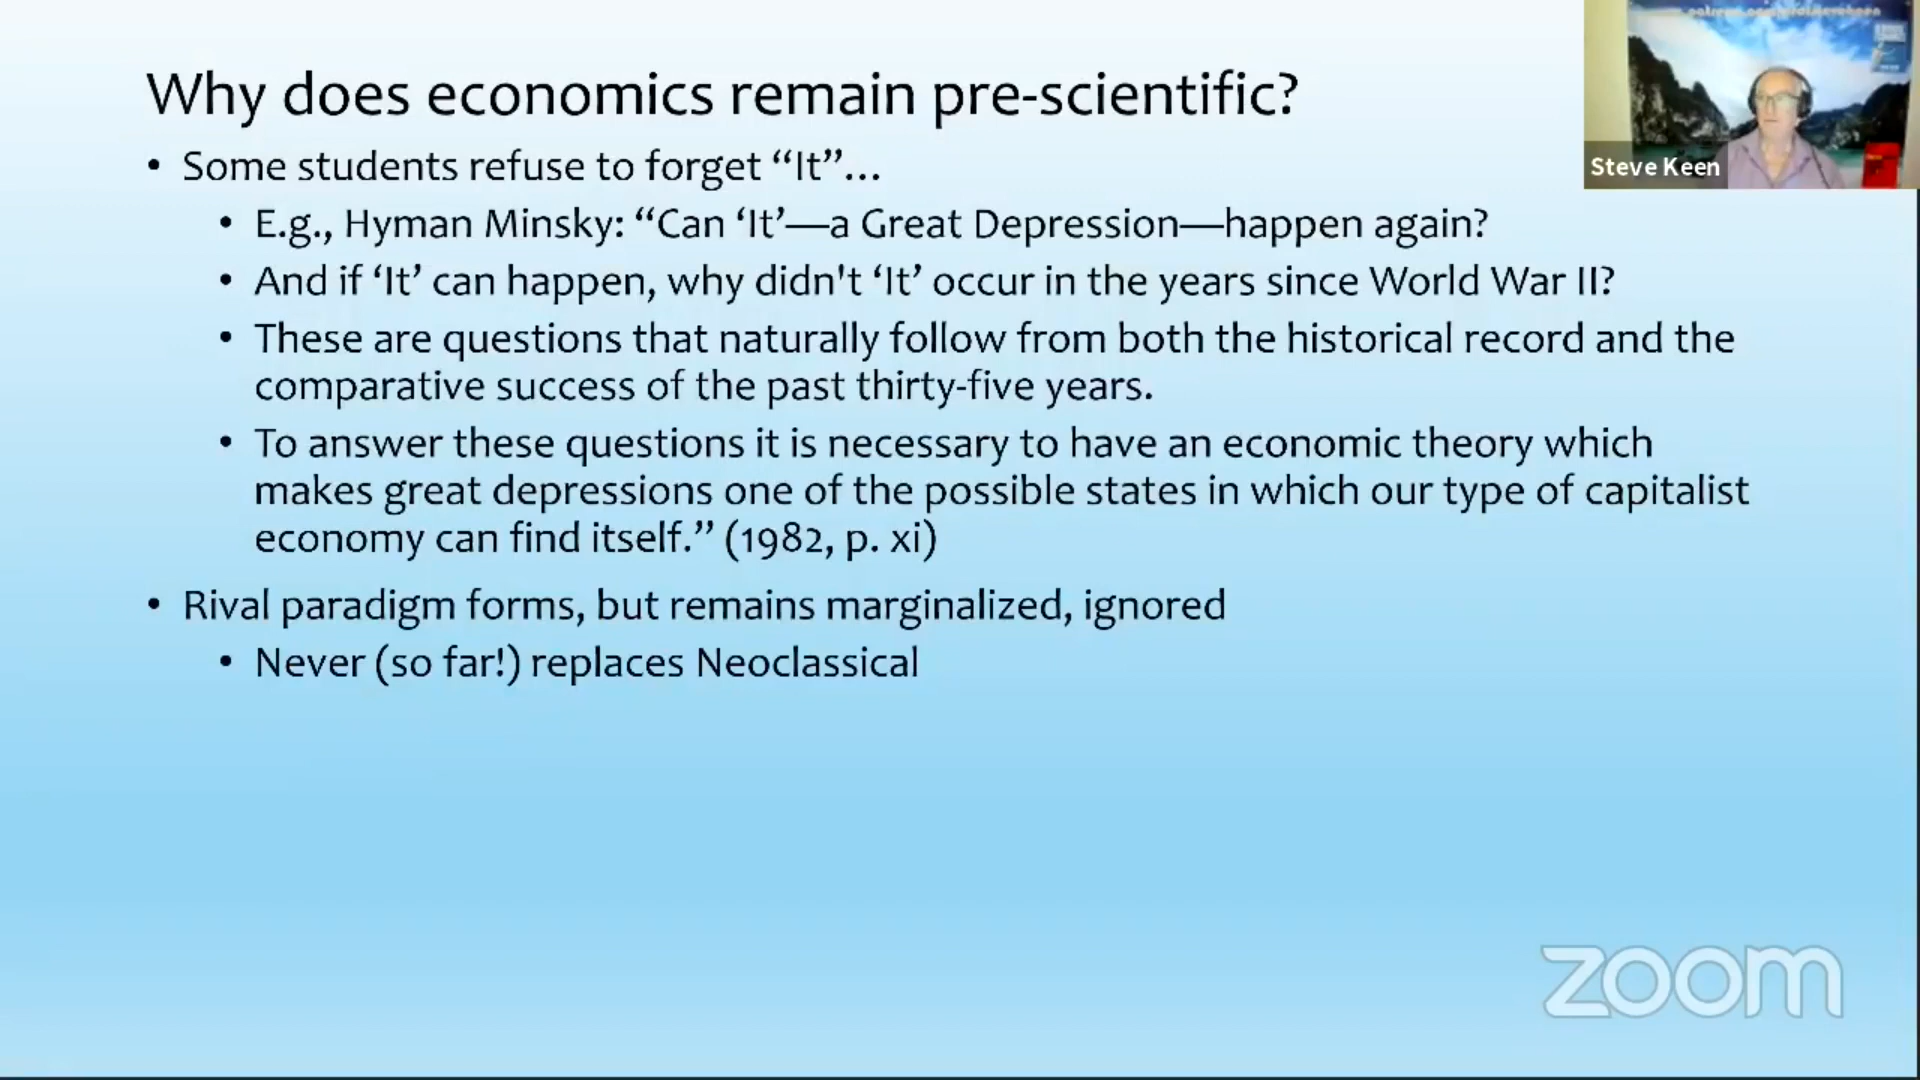 Why does economics remain pre-scientific?
• Some students refuse to forget “It”...
• E.g., Hyman Minsky: “Can ‘It’—a Great Depression—happen again?
• And if ‘It’ can happen, why didn't ‘It’ occur in the years since World War II?
• These are questions that naturally follow from both the historical record and the
comparative success of the past thirty-five years.
• To answer these questions it is necessary to have an economic theory which
makes great depressions one of the possible states in which our type of capitalist
economy can find itself.” (1982, p. xi)
• Rival paradigm forms, but remains marginalized, ignored
• Never (so far!) replaces Neoclassical
Steve Keen
zoom